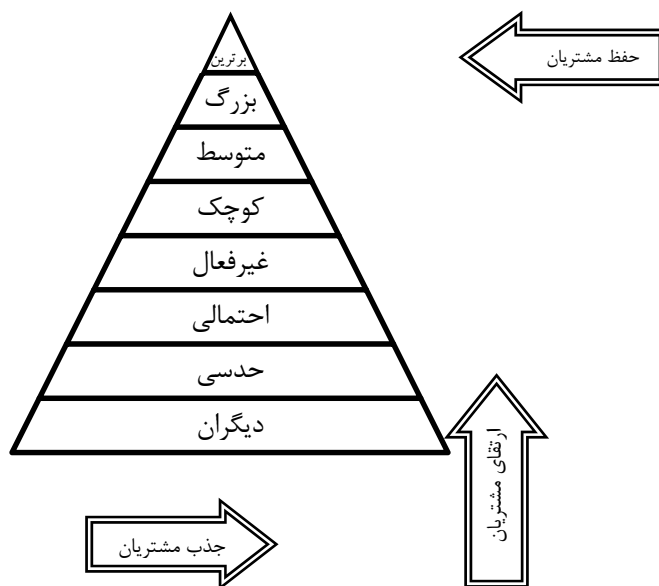 برترین
حفظ مشتریان
بزرگ
متوسط
کوچک
غیرفعال
احتمالی
حدسی
دیگران
ارتقای مشتریان
جذب مشتریان